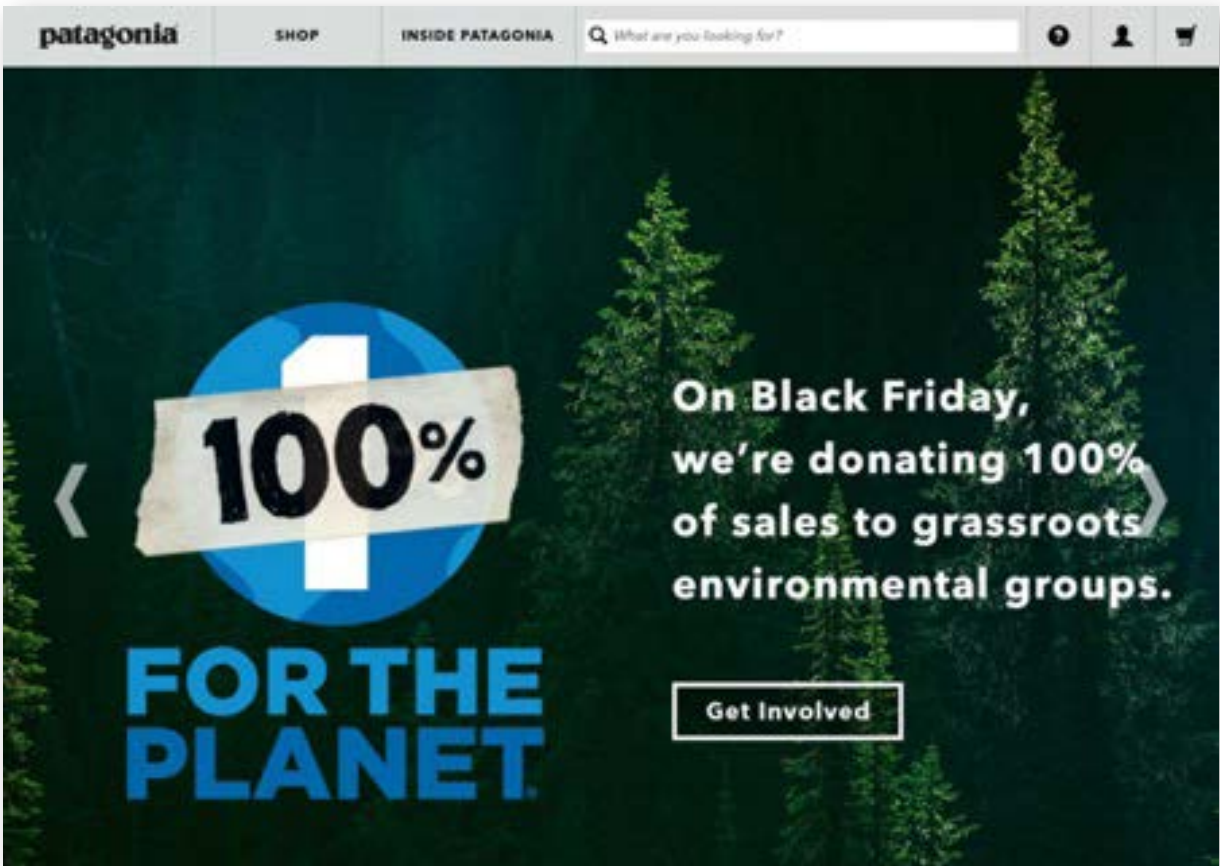 patagonia
SHOP
INSIDE PATAGONIA
What are you looking for?
1
100%
FOR THE
PLANET
On Black Friday,
we're donating 100%
of sales to grassroots
environmental groups.
Get Involved